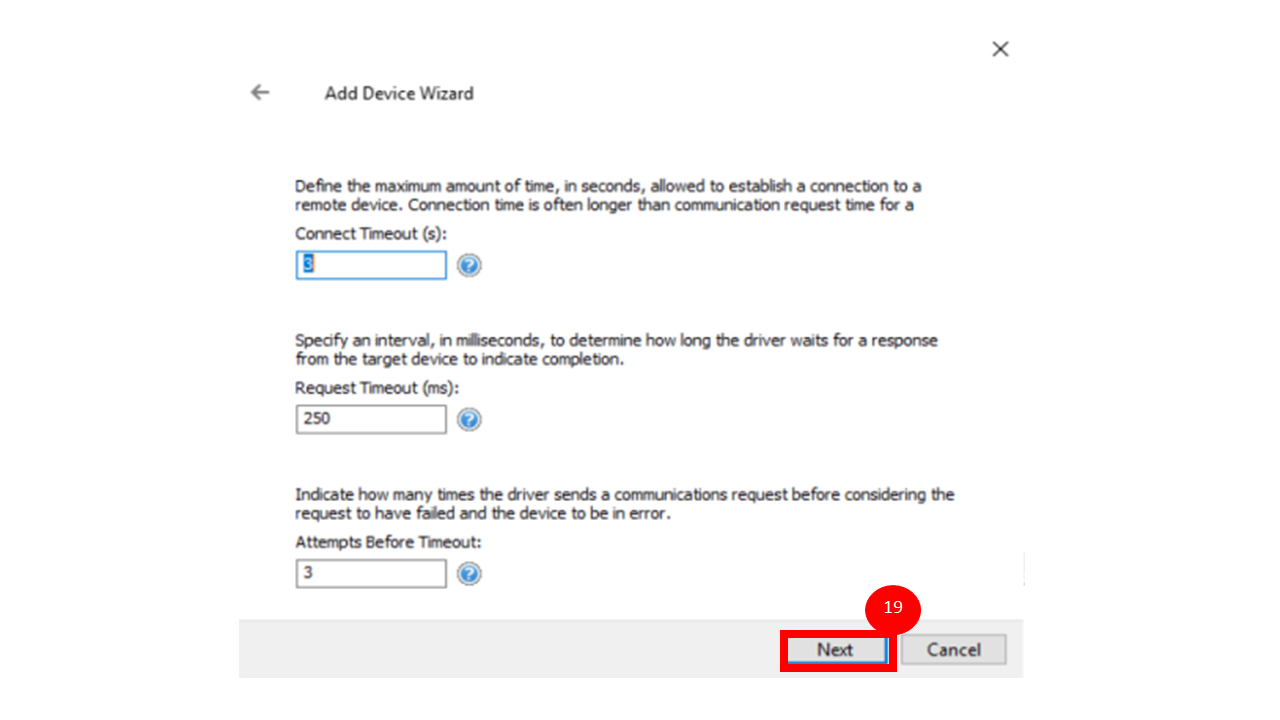 Add Device Wizard
Define the maximum amount of time, in seconds, allowed to establish a connection to a
remote device. Connection time is often longer than communication request time for a
Connect Timeout (s):
3
Specify an interval, in milliseconds, to determine how long the driver waits for a response
from the target device to indicate completion.
Request Timeout (ms):
250
Indicate how many times the driver sends a communications request before considering the
request to have failed and the device to be in error.
Attempts Before Timeout:
3
19
Next
Cancel